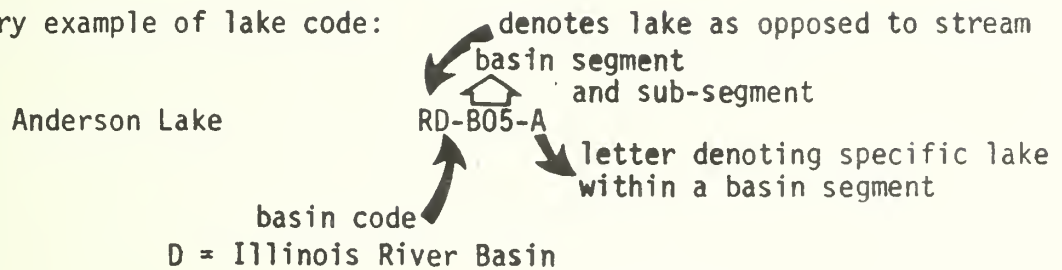 ry example of lake code:
denotes lake as opposed to stream
basin segment
and sub-segment
Anderson Lake
RD-B05-A
letter denoting specific lake
within a basin segment
basin code
D = Illinois River Basin